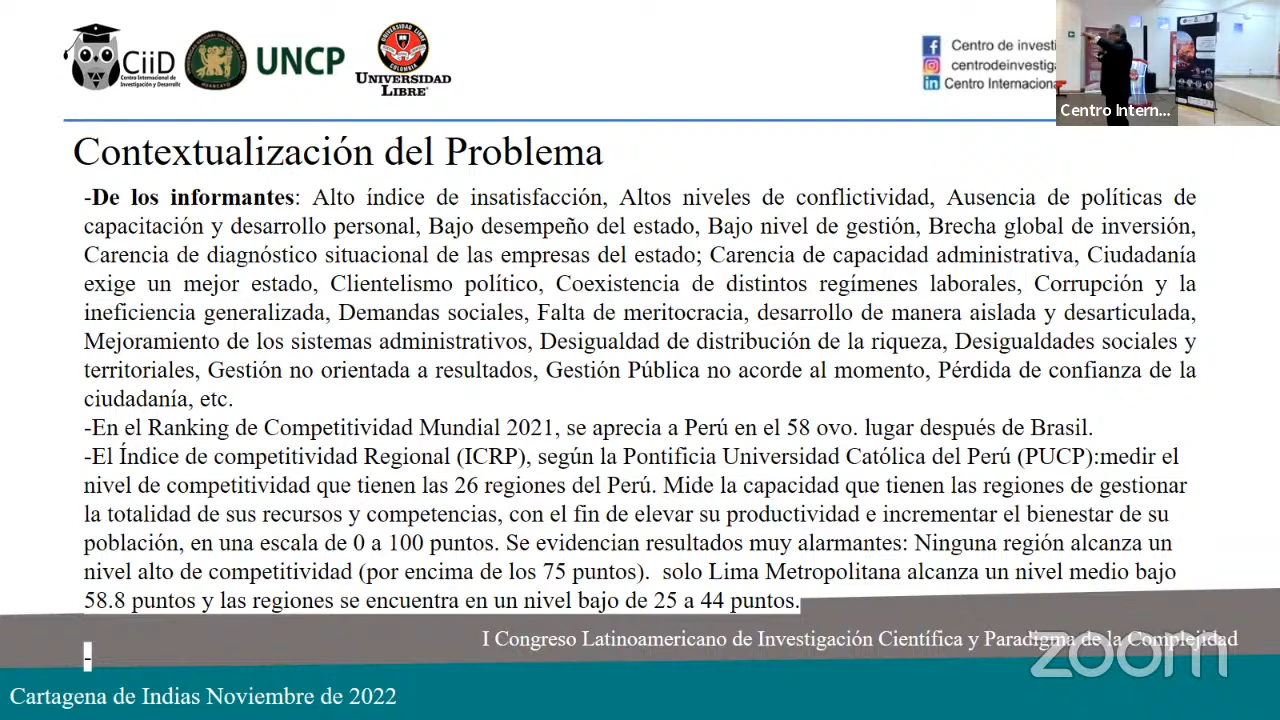 CiiD
Centro Internacional de
Investigación y Desarrollo
UNCP
UNIVERSIDAD
LIBRE
Centro de investi
centrodeinvestiga
Centro Internaciona
Centro Intern...
Contextualización del Problema
-De los informantes: Alto índice de insatisfacción, Altos niveles de conflictividad, Ausencia de políticas de
capacitación y desarrollo personal, Bajo desempeño del estado, Bajo nivel de gestión, Brecha global de inversión,
Carencia de diagnóstico situacional de las empresas del estado; Carencia de capacidad administrativa, Ciudadanía
exige un mejor estado, Clientelismo político, Coexistencia de distintos regímenes laborales, Corrupción y la
ineficiencia generalizada, Demandas sociales, Falta de meritocracia, desarrollo de manera aislada y desarticulada,
Mejoramiento de los sistemas administrativos, Desigualdad de distribución de la riqueza, Desigualdades sociales y
territoriales, Gestión no orientada a resultados, Gestión Pública no acorde al momento, Pérdida de confianza de la
ciudadanía, etc.
-En el Ranking de Competitividad Mundial 2021, se aprecia a Perú en el 58 ovo. lugar después de Brasil.
-El Índice de competitividad Regional (ICRP), según la Pontificia Universidad Católica del Perú (PUCP):medir el
nivel de competitividad que tienen las 26 regiones del Perú. Mide la capacidad que tienen las regiones de gestionar
la totalidad de sus recursos y competencias, con el fin de elevar su productividad e incrementar el bienestar de su
población, en una escala de 0 a 100 puntos. Se evidencian resultados muy alarmantes: Ninguna región alcanza un
nivel alto de competitividad (por encima de los 75 puntos). solo Lima Metropolitana alcanza un nivel medio bajo
58.8 puntos y las regiones se encuentra en un nivel bajo de 25 a 44 puntos.
-
I Congreso Latinoamericano de Investigación Científica y Paradigma de la Complejidad
zoom
Cartagena de Indias Noviembre de 2022